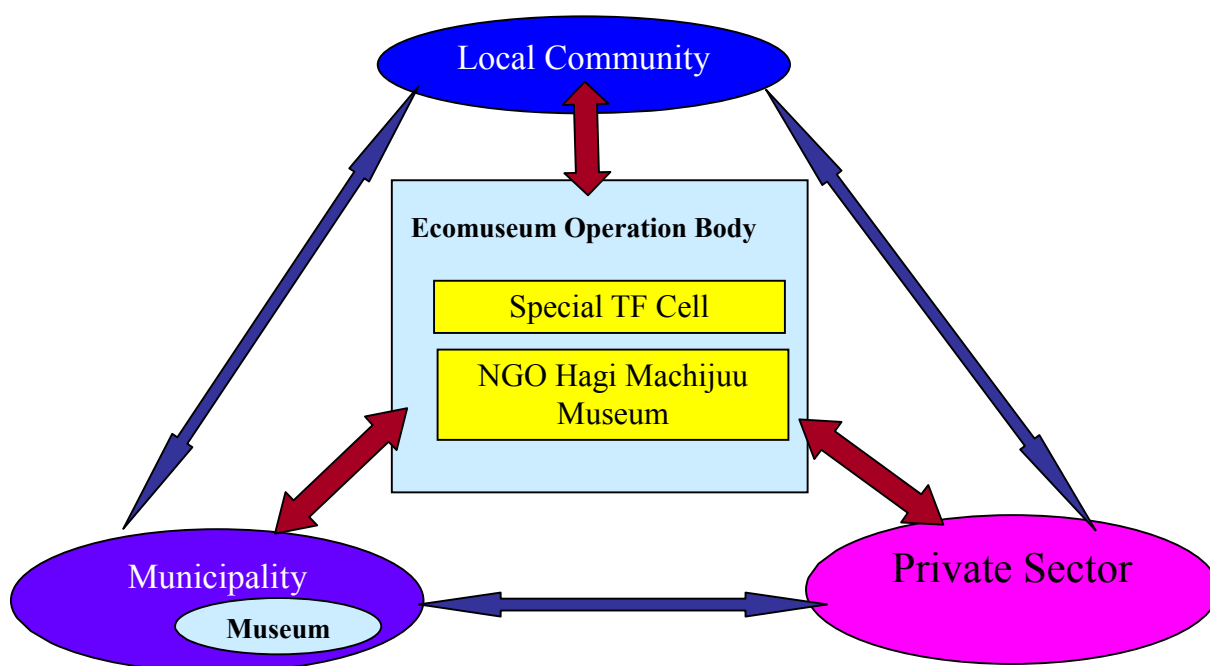 Local Community
Ecomuseum Operation Body
Special TF Cell
NGO Hagi Machijuu
Museum
Municipality
Museum
Private Sector